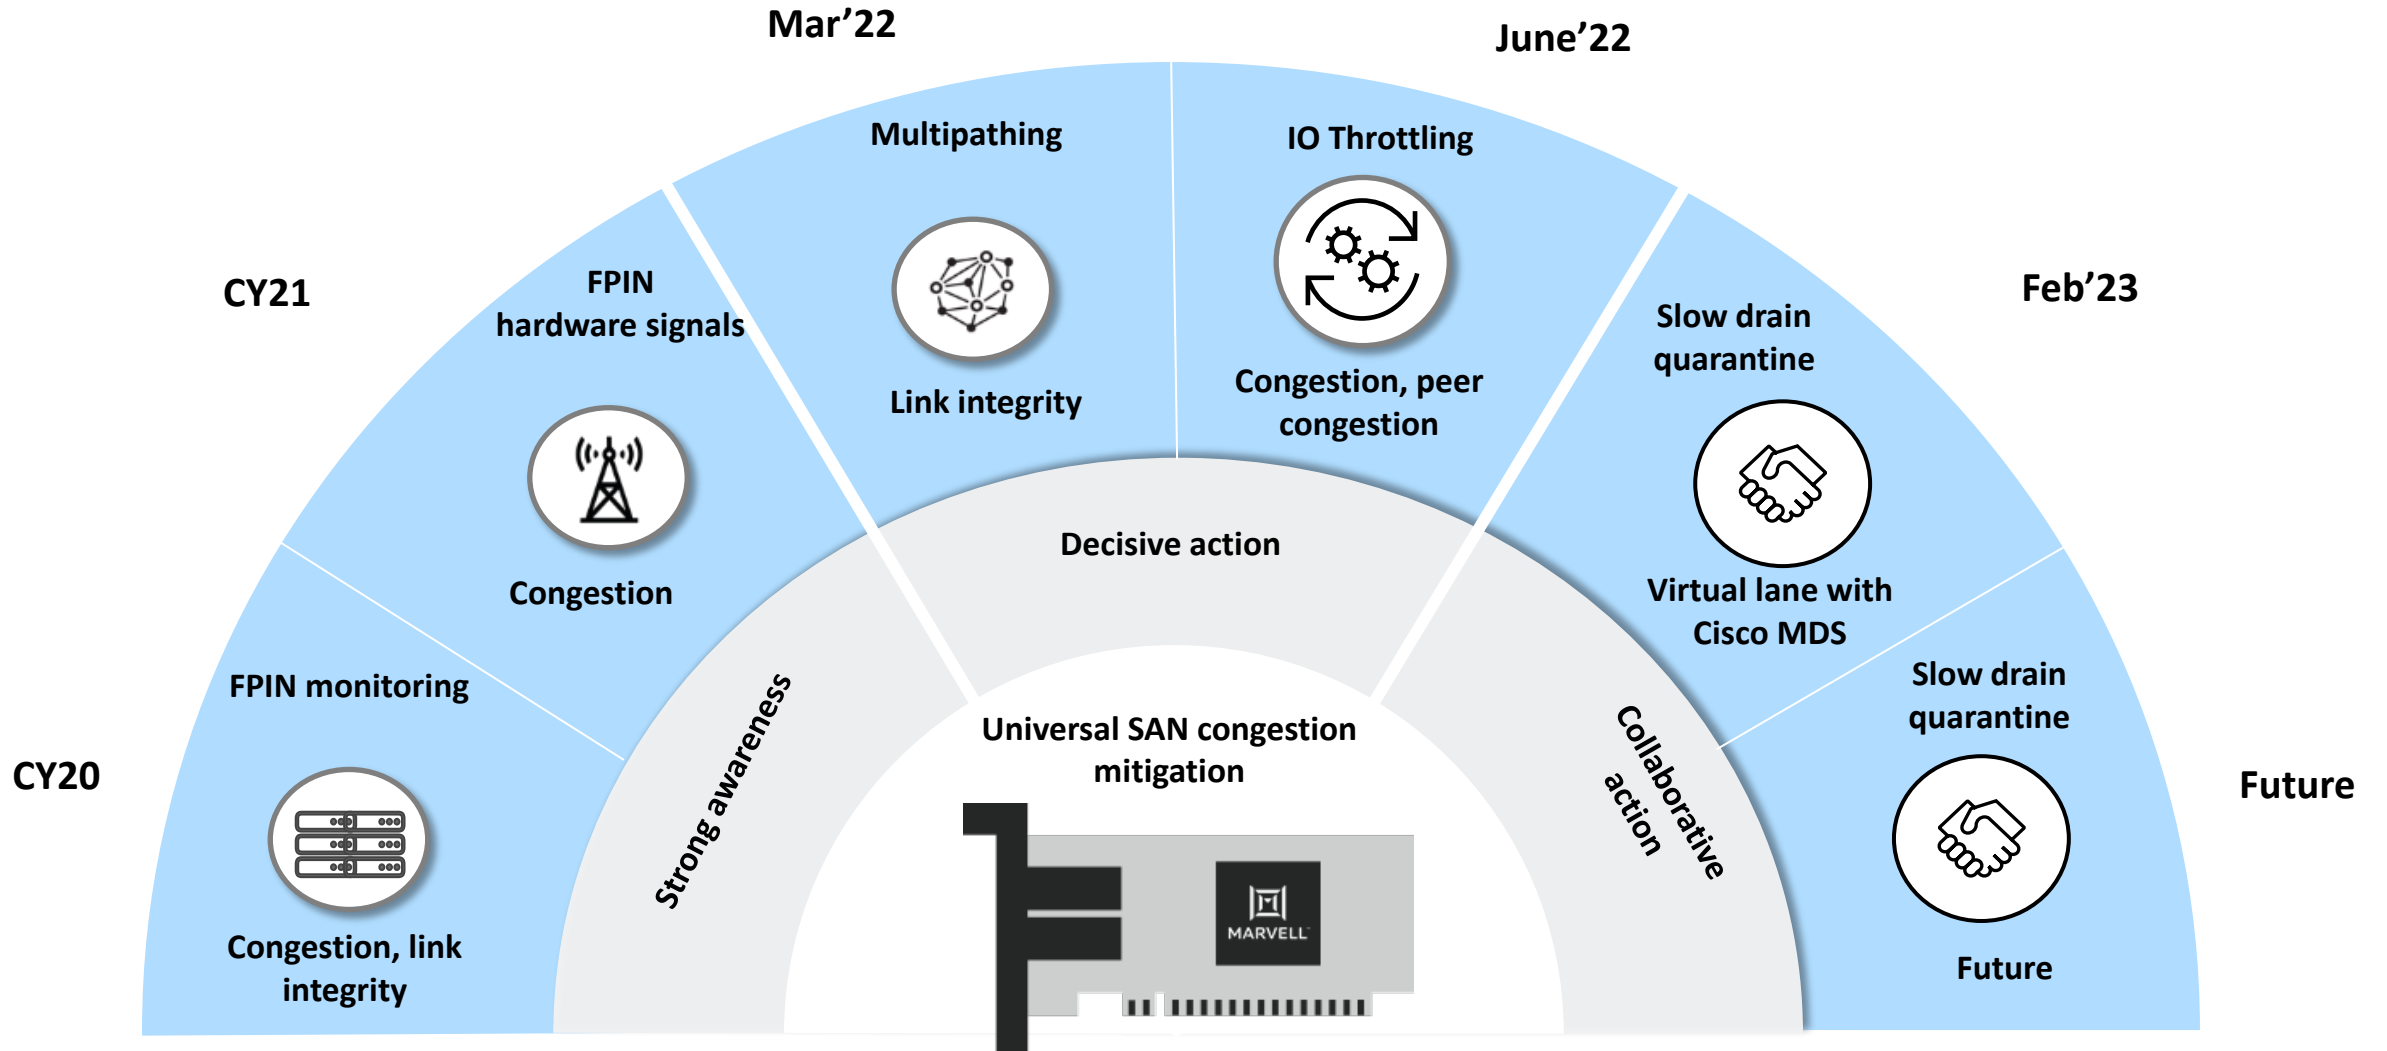 Mar’22
June’22
CY21
Feb’23
CY20
Future
FPIN monitoring
Congestion, link
integrity
FPIN
hardware signals
Congestion
Multipathing
Link integrity
IO Throttling
Congestion, peer
congestion
Slow drain
quarantine
Virtual lane with
Cisco MDS
Slow drain
quarantine
Future
Strong awareness
Decisive action
Collaborative
action
Universal SAN congestion
mitigation
MARVELL